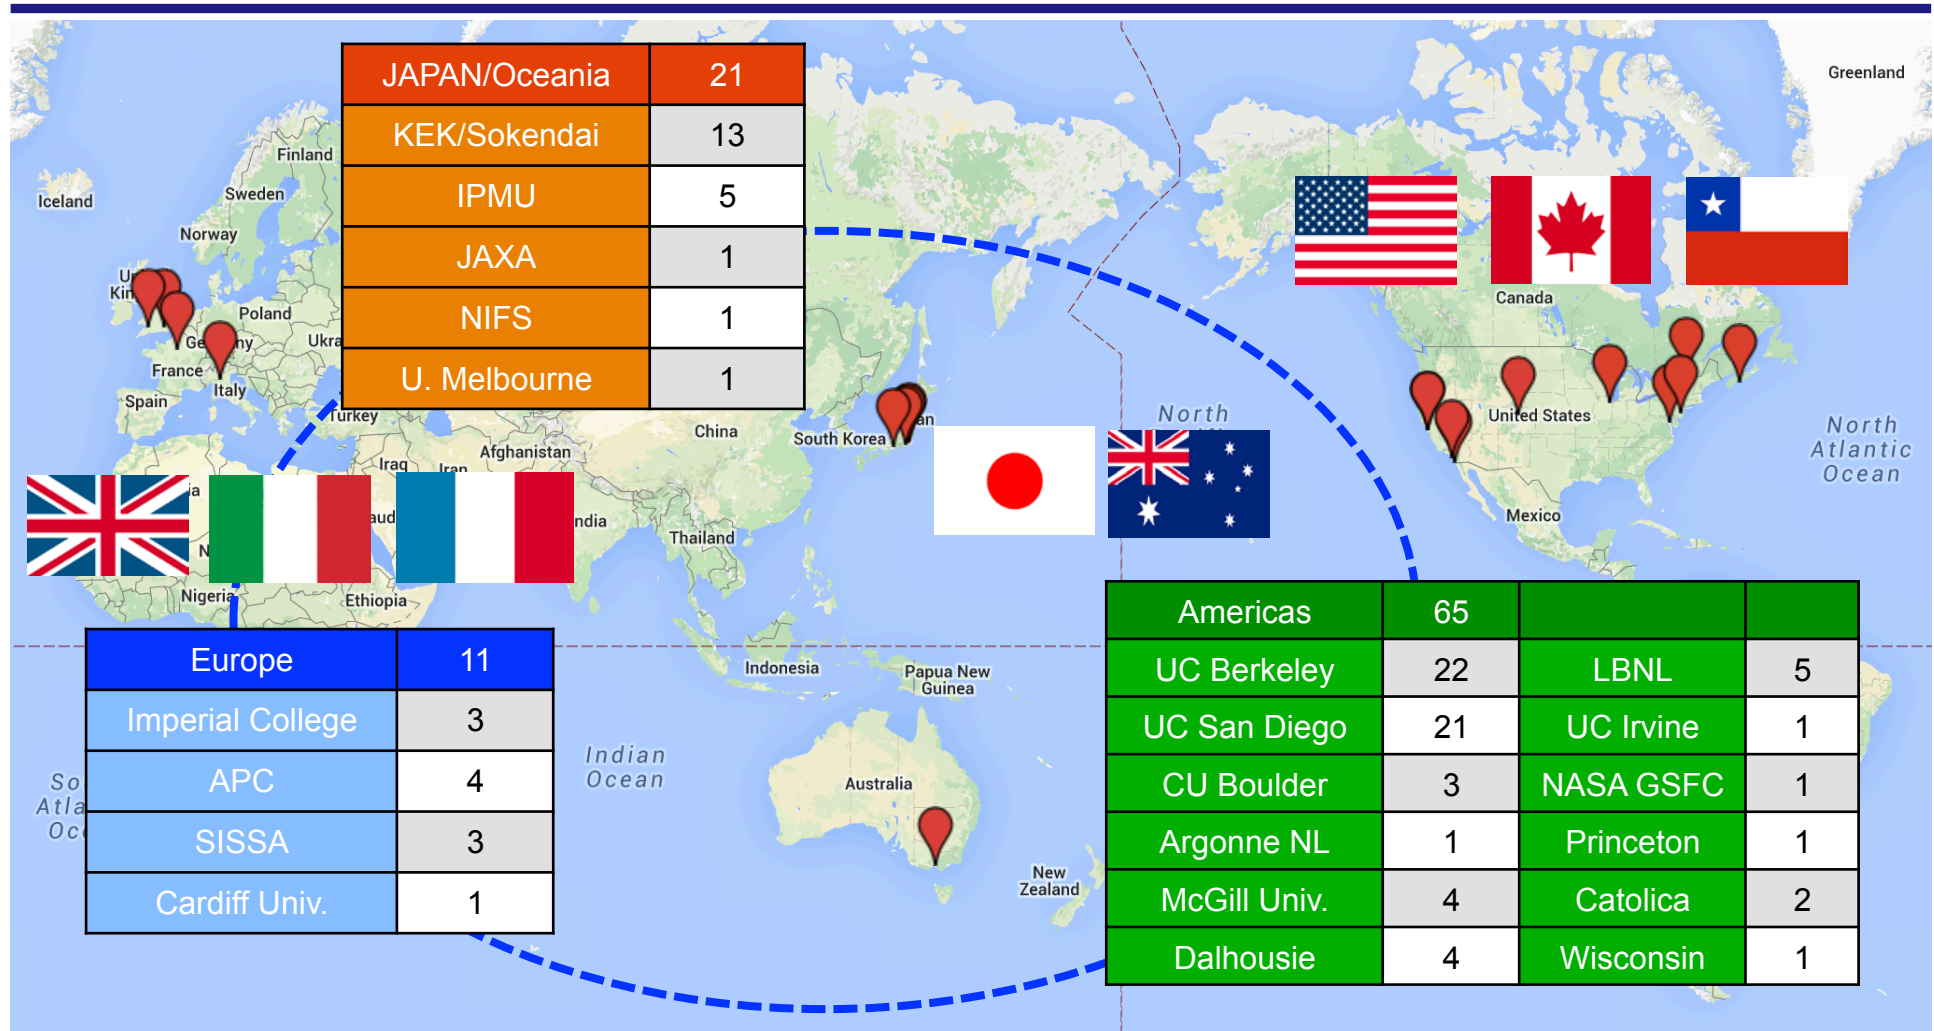 JAPAN/Oceania 21
KEK/Sokendai 13
IPMU 5
JAXA 1
NIFS 1
U. Melbourne 1
Greenland
Iceland
Finland
Sweden
Norway
Poland
France
Italy
Spain
Turkey
Iraq
Iran
Afghanistan
China
South Korea
Thailand
Nigeria
Ethiopia
Indonesia
Papua New
Guinea
Indian
Ocean
Australia
New
Zealand
North
Canada
United States
Mexico
North
Atlantic
Ocean
Europe 11
Imperial College 3
APC 4
SISSA 3
Cardiff Univ. 1
Americas 65
UC Berkeley 22 LBNL 5
UC San Diego 21 UC Irvine 1
CU Boulder 3 NASA GSFC 1
Argonne NL 1 Princeton 1
McGill Univ. 4 Catolica 2
Dalhousie 4 Wisconsin 1